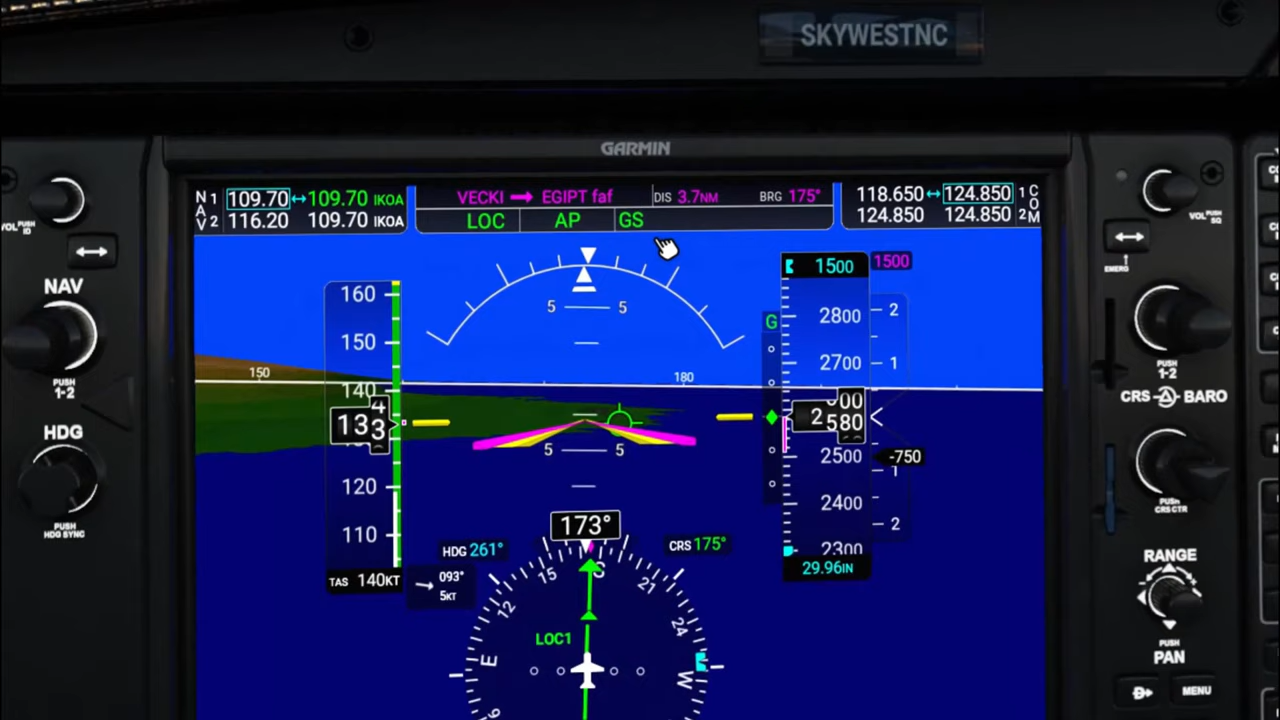 SKYWESTNC
GARMIN
N 1 109.70 ↔ 109.70 IKOA
A
V 2 116.20 109.70 IKOA
VECKI → EGIPT faf DIS 3.7NM BRG 175°
LOC AP GS
118.650 ↔ 124.850 1 C
O
124.850 124.850 2 M
VOL PUSH ID
VOL PUSH SQ
EMERG
NAV
PUSH
1-2
HDG
PUSH
HDG SYNC
PUSH
1-2
CRS BARO
PUSH
CRS CTR
RANGE
PUSH
PAN
MENU
160
150
140
133
4
120
110
TAS 140KT
5 5
5 5
150
180
G
1500
1500
2800
2700
2 580
00
2500
2400
2300
29.96IN
2
1
-750
1
2
173°
HDG 261°
CRS 175°
093°
5KT
12 15 S 21 24
E W
LOC1